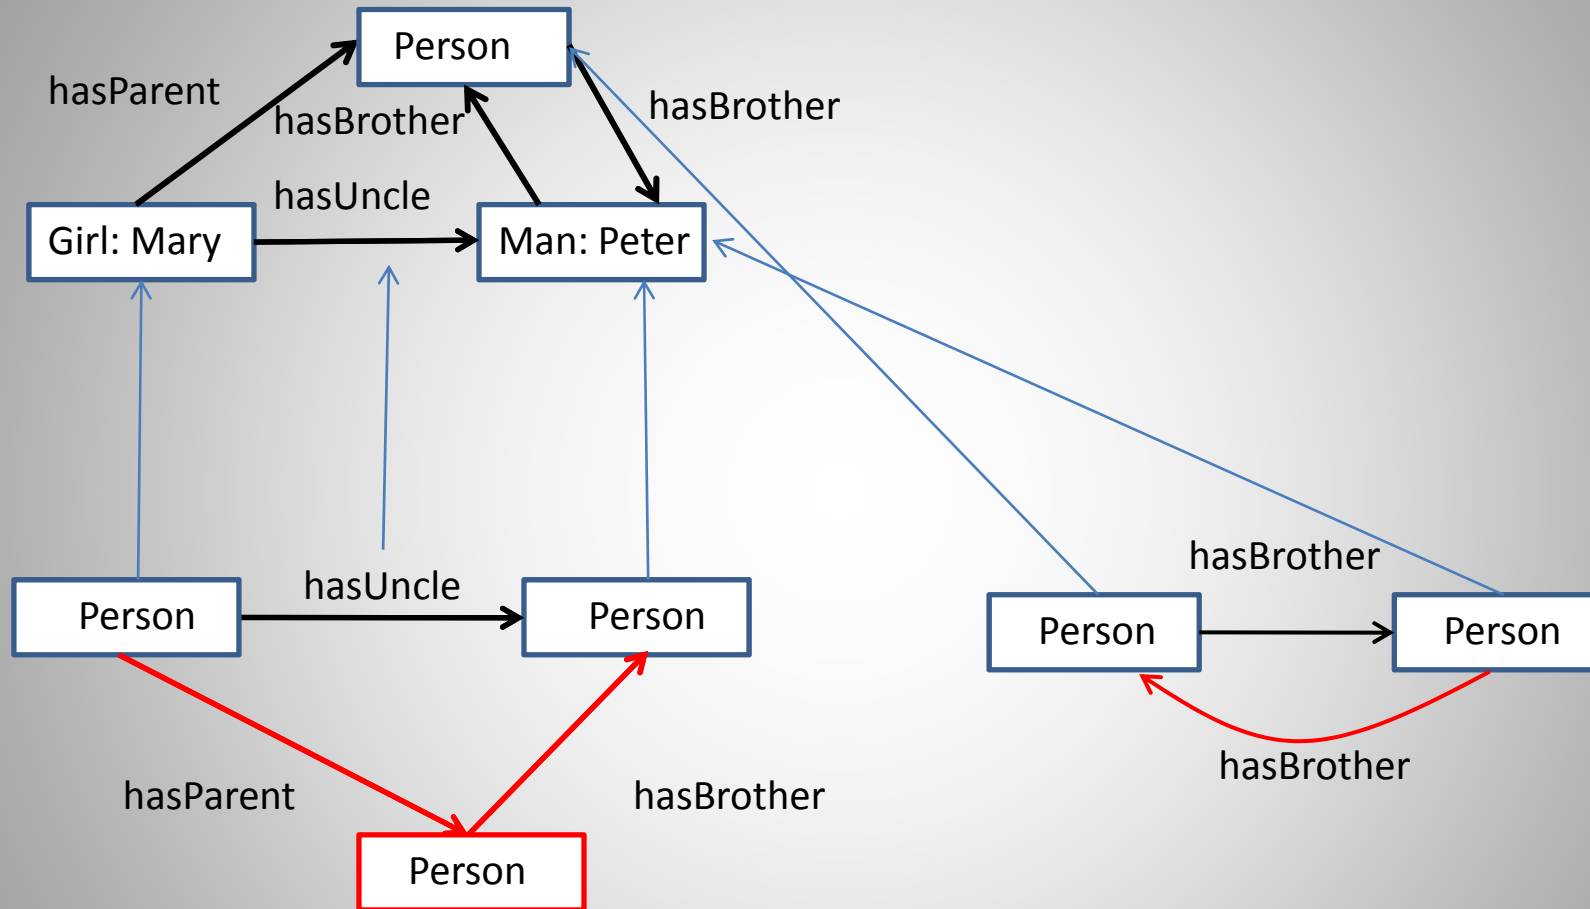 Person
hasParent
hasBrother
hasBrother
hasUncle
Girl: Mary
Man: Peter
hasBrother
hasUncle
Person
Person
Person
Person
hasBrother
hasParent
hasBrother
Person